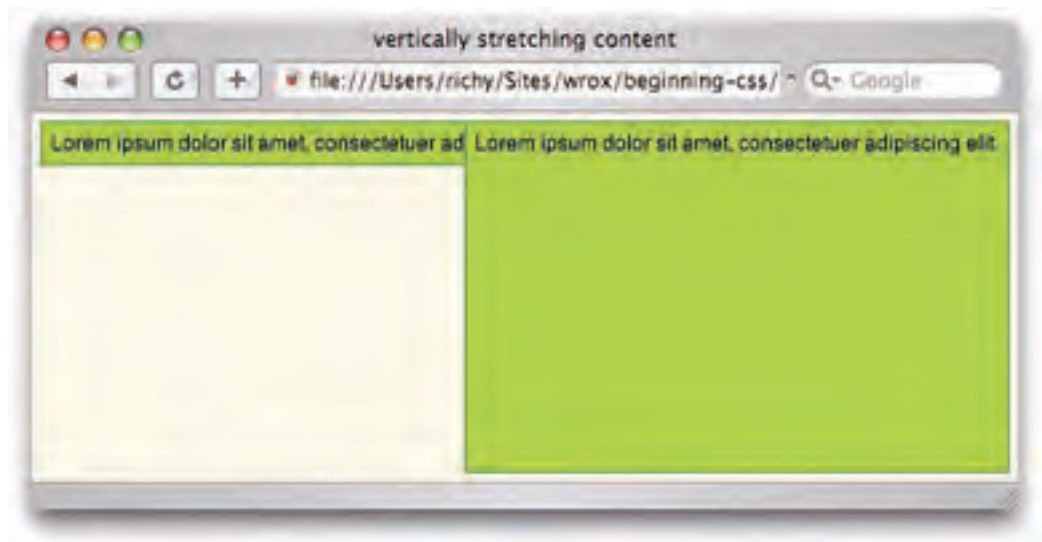 vertically stretching content
file:///Users/richy/Sites/wrox/beginning-css/ Google
Lorem ipsum dolor sit amet, consectetuer ad
Lorem ipsum dolor sit amet, consectetuer adipiscing elit